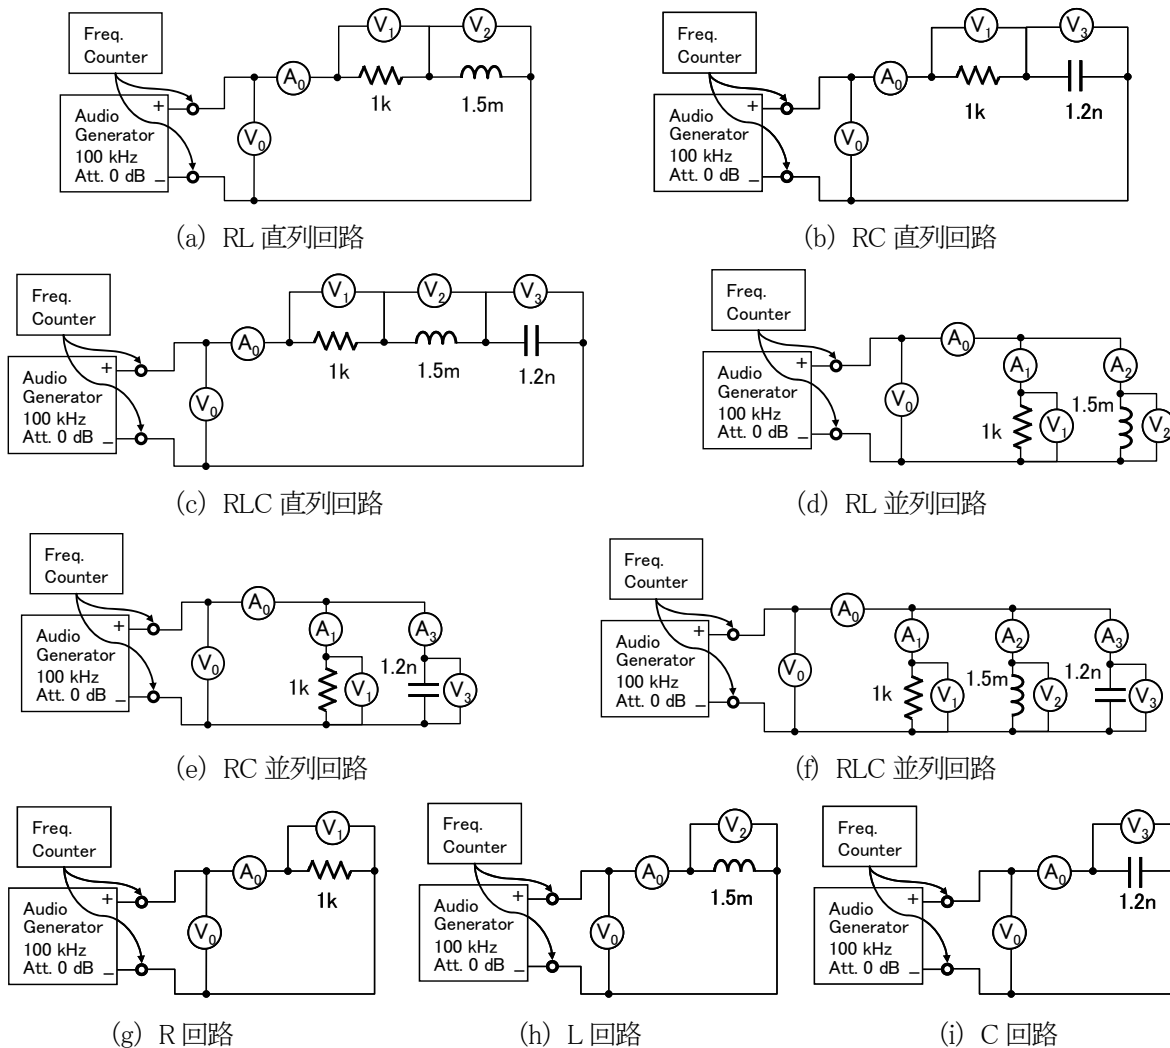 Freq.
Counter
Audio
Generator
100 kHz
Att. 0 dB
+
−
V0
A0
V1
V2
1k
1.5m
(a) RL 直列回路
Freq.
Counter
Audio
Generator
100 kHz
Att. 0 dB
+
−
V0
A0
V1
V3
1k
1.2n
(b) RC 直列回路
Freq.
Counter
Audio
Generator
100 kHz
Att. 0 dB
+
−
V0
A0
V1
V2
V3
1k
1.5m
1.2n
(c) RLC 直列回路
Freq.
Counter
Audio
Generator
100 kHz
Att. 0 dB
+
−
V0
A0
A1
A2
1k
V1
1.5m
V2
(d) RL 並列回路
Freq.
Counter
Audio
Generator
100 kHz
Att. 0 dB
+
−
V0
A0
A1
A3
1k
V1
1.2n
V3
(e) RC 並列回路
Freq.
Counter
Audio
Generator
100 kHz
Att. 0 dB
+
−
V0
A0
A1
A2
A3
1k
V1
1.5m
V2
1.2n
V3
(f) RLC 並列回路
Freq.
Counter
Audio
Generator
100 kHz
Att. 0 dB
+
−
V0
A0
V1
1k
(g) R 回路
Freq.
Counter
Audio
Generator
100 kHz
Att. 0 dB
+
−
V0
A0
V2
1.5m
(h) L 回路
Freq.
Counter
Audio
Generator
100 kHz
Att. 0 dB
+
−
V0
A0
V3
1.2n
(i) C 回路